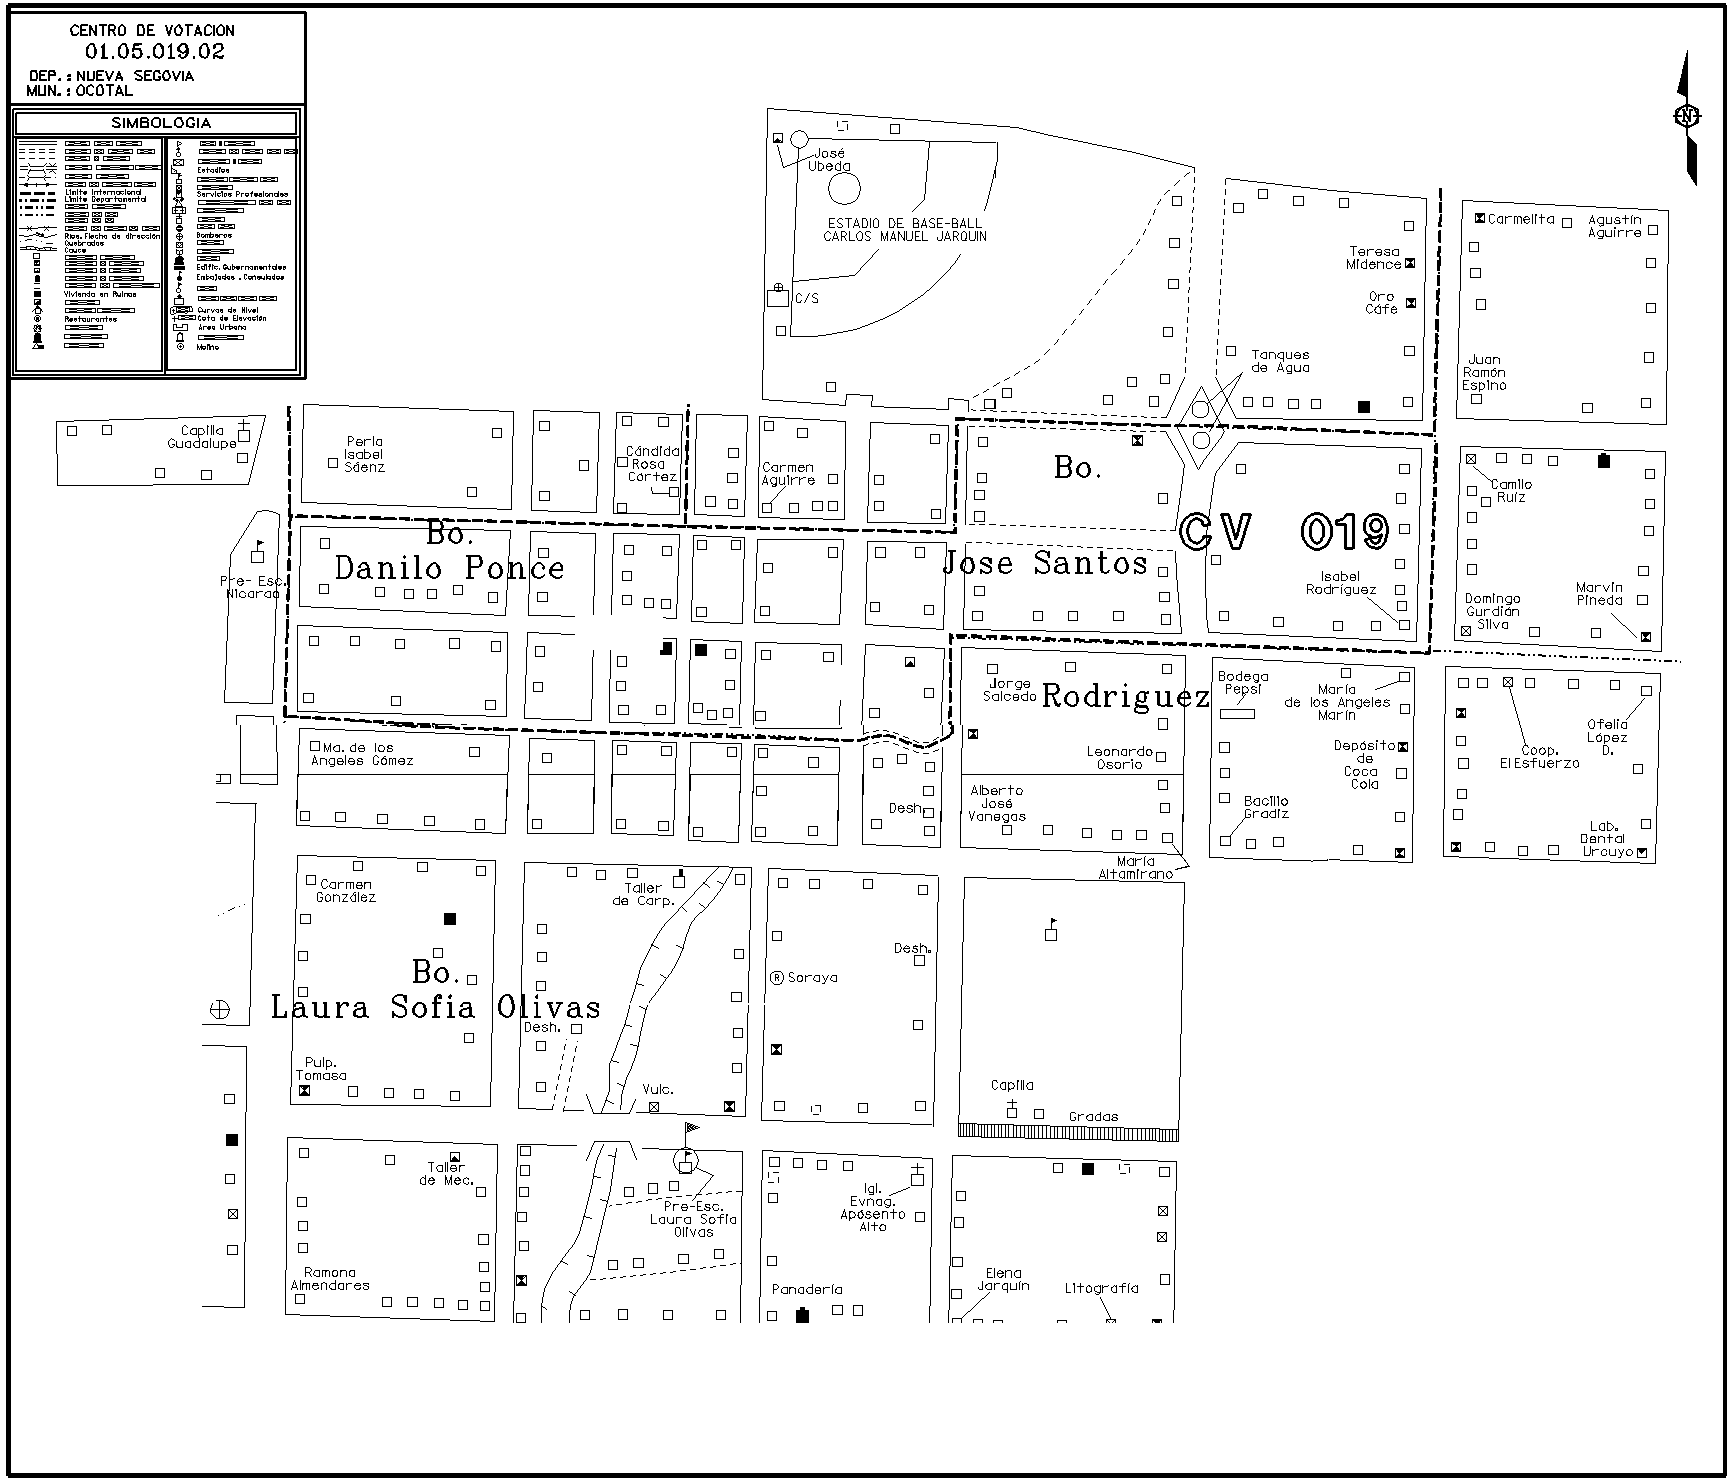 CENTRO DE VOTACION
01.05.019.02
DEP.: NUEVA SEGOVIA
MUN.: OCOTAL
SIMBOLOGIA
Limite Internacional
Limite Departamental
Rios, Flecha de dirección
Quebradas
Cauce
Vivienda en Ruinas
Restaurantes
Estadios
Servicios Profesionales
Bomberos
Edific. Gubernamentales
Embajadas, Consulados
Curvas de Nivel
Cota de Elevación
Area Urbana
Molino
N
José
Ubeda
ESTADIO DE BASE-BALL
CARLOS MANUEL JARQUIN
C/S
Teresa
Midence
Oro
Cáfe
Tanques
de Agua
Carmelita
Agustín
Aguirre
Juan
Ramón
Espino
Capilla
Guadalupe
Perla
Isabel
Sáenz
Cándida
Rosa
Cortez
Carmen
Aguirre
Bo.
Camilo
Ruíz
CV 019
Bo.
Danilo Ponce
Jose Santos
Pre-Esc.
Nicarao
Isabel
Rodríguez
Domingo
Gurdián
Silva
Marvin
Pineda
Jorge
Salcedo
Rodriguez
Bodega
Pepsi
María
de los Angeles
Marín
Ma. de los
Angeles Gómez
Leonardo
Osorio
Depósito
de
Coca
Cola
Coop.
El Esfuerzo
Ofelia
López
D.
Desh.
Alberto
José
Vanegas
Bacilio
Gradiz
Lab.
Dental
Urcuyo
María
Altamirano
Carmen
González
Taller
de Carp.
Desh.
R Soraya
Bo.
Laura Sofia Olivas
Desh.
Pulp.
Tomasa
Vulc.
Capilla
Gradas
Taller
de Mec.
Pre-Esc.
Laura Sofía
Olivas
Igl.
Evnag.
Aposento
Alto
Ramona
Almendares
Panadería
Elena
Jarquín
Litografía